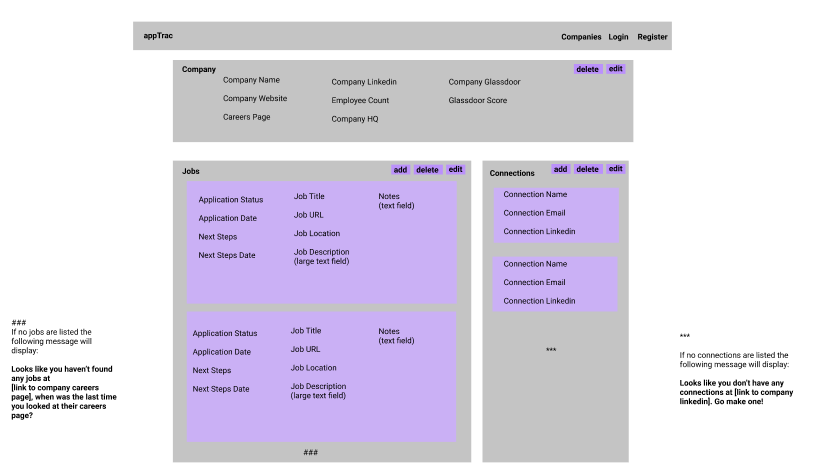 appTrac
Companies Login Register
Company
delete edit
Company Name
Company Website
Careers Page
Company Linkedin
Employee Count
Company HQ
Company Glassdoor
Glassdoor Score
Jobs
add delete edit
Application Status
Application Date
Next Steps
Next Steps Date
Job Title
Job URL
Job Location
Job Description
(large text field)
Notes
(text field)
Application Status
Application Date
Next Steps
Next Steps Date
Job Title
Job URL
Job Location
Job Description
(large text field)
Notes
(text field)
###
Connections
add delete edit
Connection Name
Connection Email
Connection Linkedin
Connection Name
Connection Email
Connection Linkedin
***
###
If no jobs are listed the
following message will
display:
Looks like you haven't found
any jobs at
[link to company careers
page], when was the last time
you looked at their careers
page?
***
If no connections are listed the
following message will display:
Looks like you don't have any
connections at [link to company
linkedin]. Go make one!